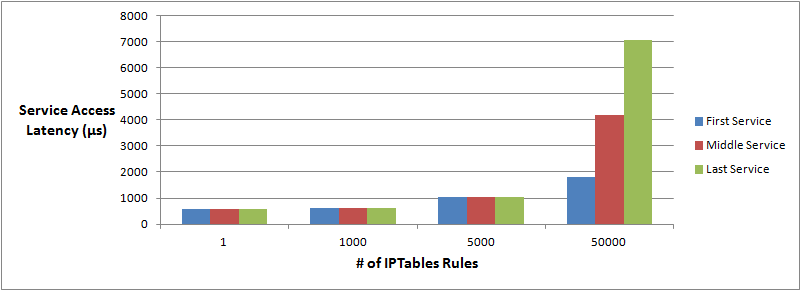 8000
7000
6000
5000
4000
3000
2000
1000
0
Service Access
Latency (µs)
1
1000
5000
50000
# of IPTables Rules
First Service
Middle Service
Last Service